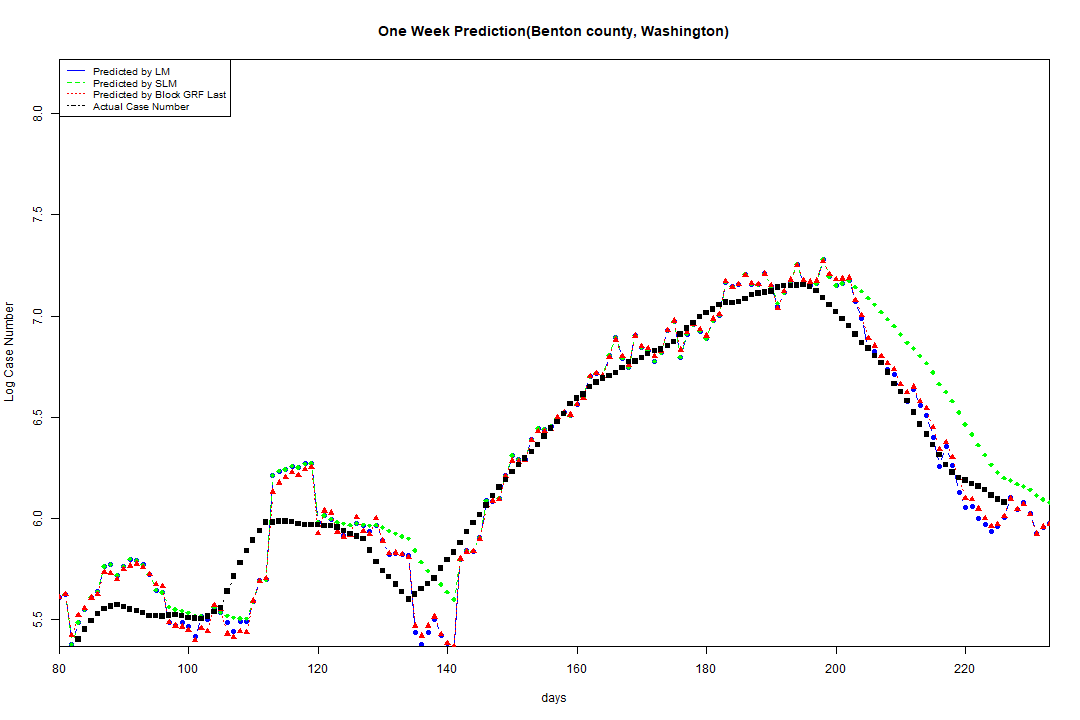 One Week Prediction(Benton county, Washington)
Predicted by LM
Predicted by SLM
Predicted by Block GRF Last
Actual Case Number
Log Case Number
8.0
7.5
7.0
6.5
6.0
5.5
80 100 120 140 160 180 200 220
days